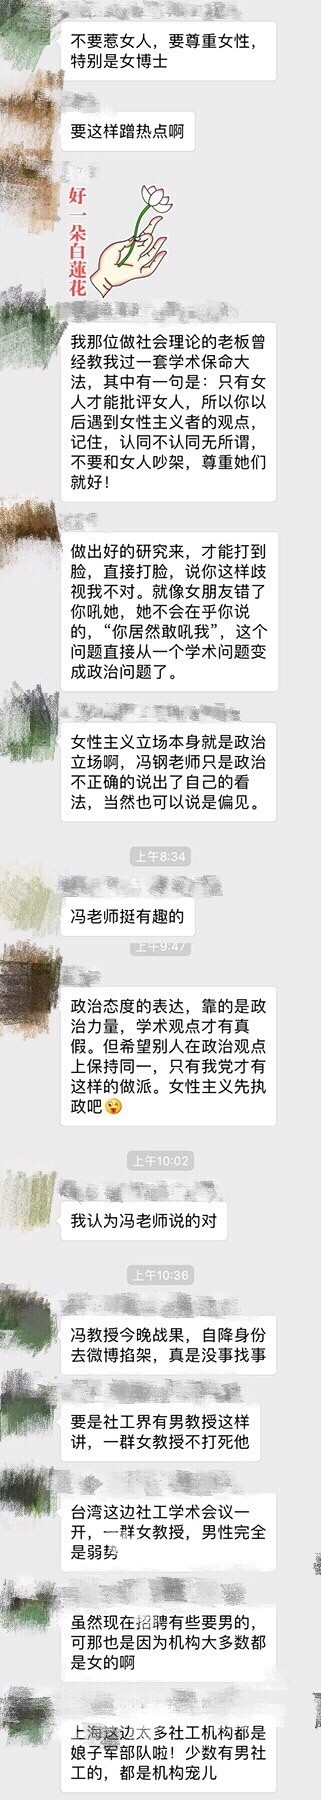 不要惹女人，要尊重女性，
特别是女博士
要这样蹭热点啊
好一朵白蓮花
我那位做社会理论的老板曾
经教我过一套学术保命大
法，其中有一句是：只有女
人才能批评女人，所以你以
后遇到女性主义者的观点，
记住，认同不认同无所谓，
不要和女人吵架，尊重她们
就好！
做出好的研究来，才能打到
脸，直接打脸，说你这样歧
视我不对。就像女朋友错了
你吼她，她不会在乎你说
的，“你居然敢吼我”，这个
问题直接从一个学术问题变
成政治问题了。
女性主义立场本身就是政治
立场啊，冯钢老师只是政治
不正确的说出了自己的看
法，当然也可以说是偏见。
上午8:34
冯老师挺有趣的
上午9:47
政治态度的表达，靠的是政
治力量，学术观点才有真
假。但希望别人在政治观点
上保持同一，只有我党才有
这样的做派。女性主义先执
政吧😜
上午10:02
我认为冯老师说的对
上午10:36
冯教授今晚战果，自降身份
去微博掐架，真是没事找事
要是社工界有男教授这样
讲，一群女教授不打死他
台湾这边社工学术会议一
开，一群女教授，男性完全
是弱势
虽然现在招聘有些要男的，
可那也是因为机构大多数都
是女的啊
上海这边太多社工机构都是
娘子军部队啦！少数有男社
工的，都是机构宠儿